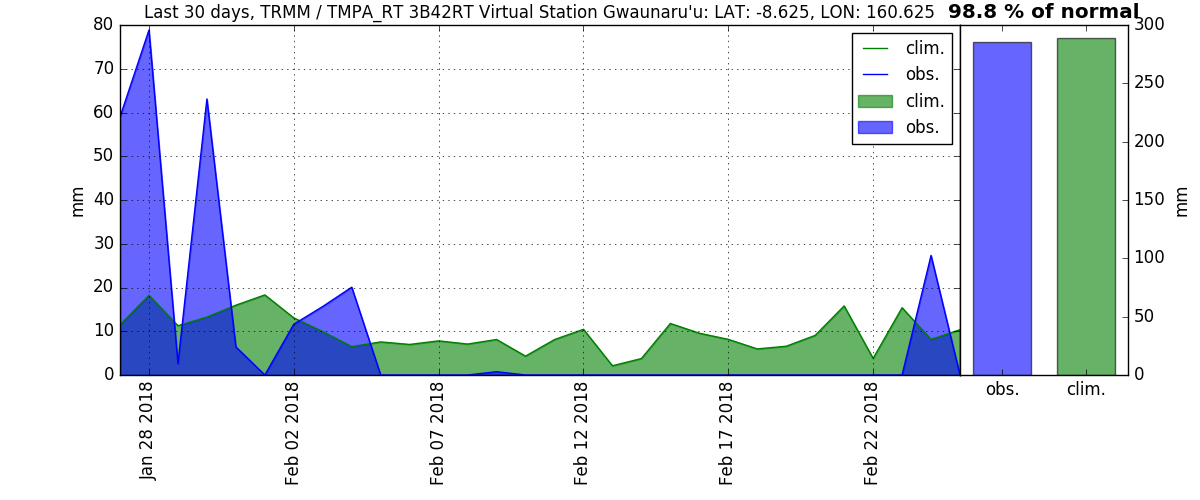 Last 30 days, TRMM / TMPA_RT 3B42RT Virtual Station Gwaunaru'u: LAT: -8.625, LON: 160.625
98.8 % of normal
80
70
60
50
40
30
20
10
0
mm
clim.
obs.
clim.
obs.
300
250
200
150
100
50
0
mm
Jan 28 2018
Feb 02 2018
Feb 07 2018
Feb 12 2018
Feb 17 2018
Feb 22 2018
obs.
clim.